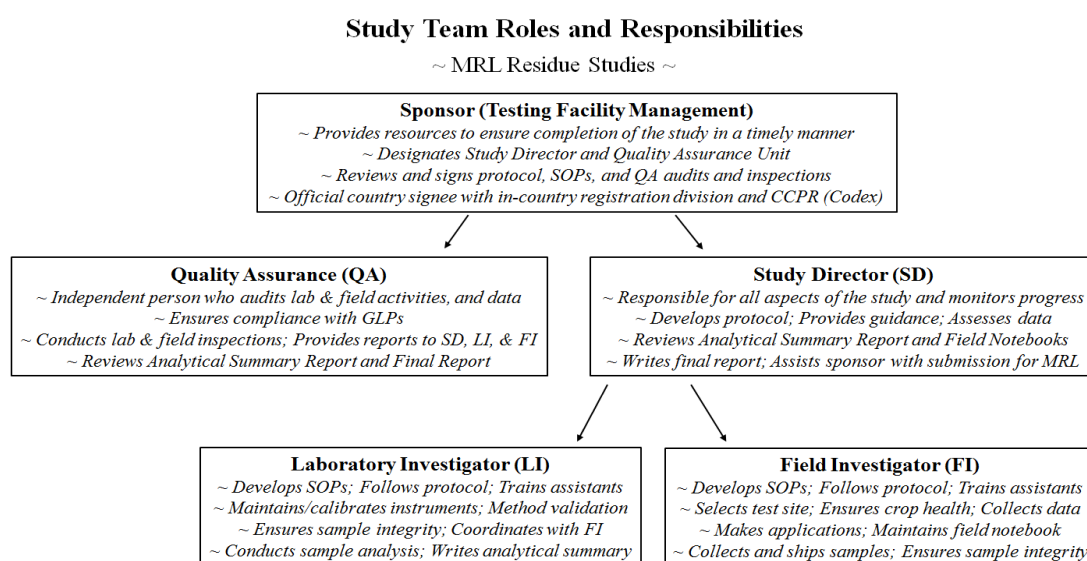 Study Team Roles and Responsibilities
~ MRL Residue Studies ~
Sponsor (Testing Facility Management)
~ Provides resources to ensure completion of the study in a timely manner
~ Designates Study Director and Quality Assurance Unit
~ Reviews and signs protocol, SOPs, and QA audits and inspections
~ Official country signee with in-country registration division and CCPR (Codex)
Quality Assurance (QA)
~ Independent person who audits lab & field activities, and data
~ Ensures compliance with GLPs
~ Conducts lab & field inspections; Provides reports to SD, LI, & FI
~ Reviews Analytical Summary Report and Final Report
Study Director (SD)
~ Responsible for all aspects of the study and monitors progress
~ Develops protocol; Provides guidance; Assesses data
~ Reviews Analytical Summary Report and Field Notebooks
~ Writes final report; Assists sponsor with submission for MRL
Laboratory Investigator (LI)
~ Develops SOPs; Follows protocol; Trains assistants
~ Maintains/calibrates instruments; Method validation
~ Ensures sample integrity; Coordinates with FI
~ Conducts sample analysis; Writes analytical summary
Field Investigator (FI)
~ Develops SOPs; Follows protocol; Trains assistants
~ Selects test site; Ensures crop health; Collects data
~ Makes applications; Maintains field notebook
~ Collects and ships samples; Ensures sample integrity